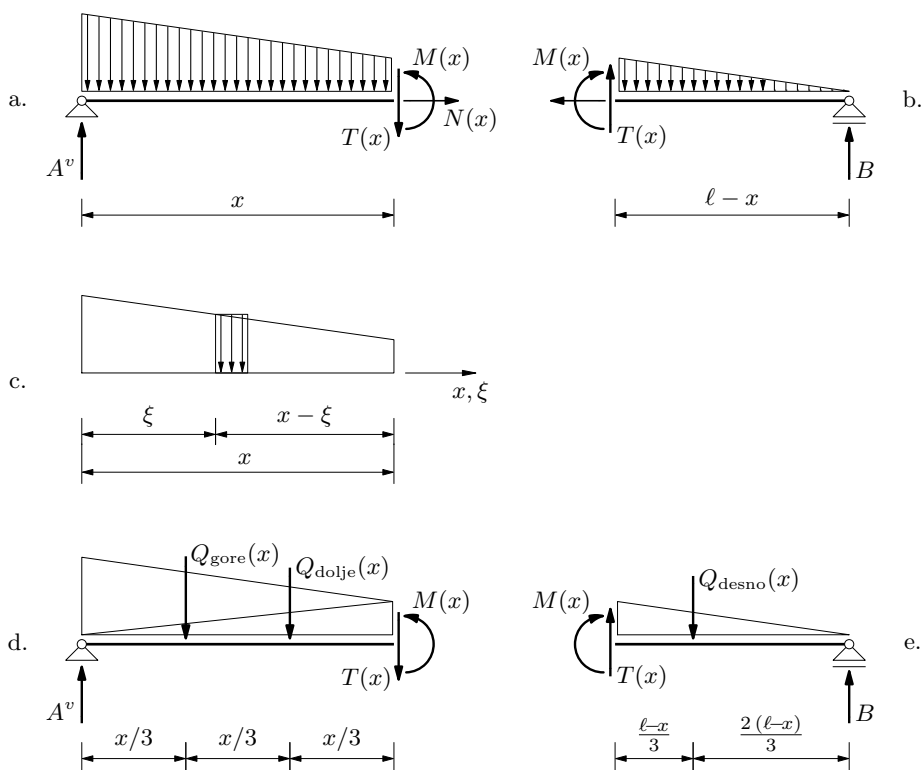 a.
M(x)
N(x)
T(x)
A^v
x
b.
M(x)
T(x)
B
ℓ − x
c.
x, ξ
ξ
x − ξ
x
d.
Q_gore(x)
Q_dolje(x)
M(x)
T(x)
A^v
x/3
x/3
x/3
e.
Q_desno(x)
M(x)
T(x)
B
(ℓ−x)/3
2 (ℓ−x)/3